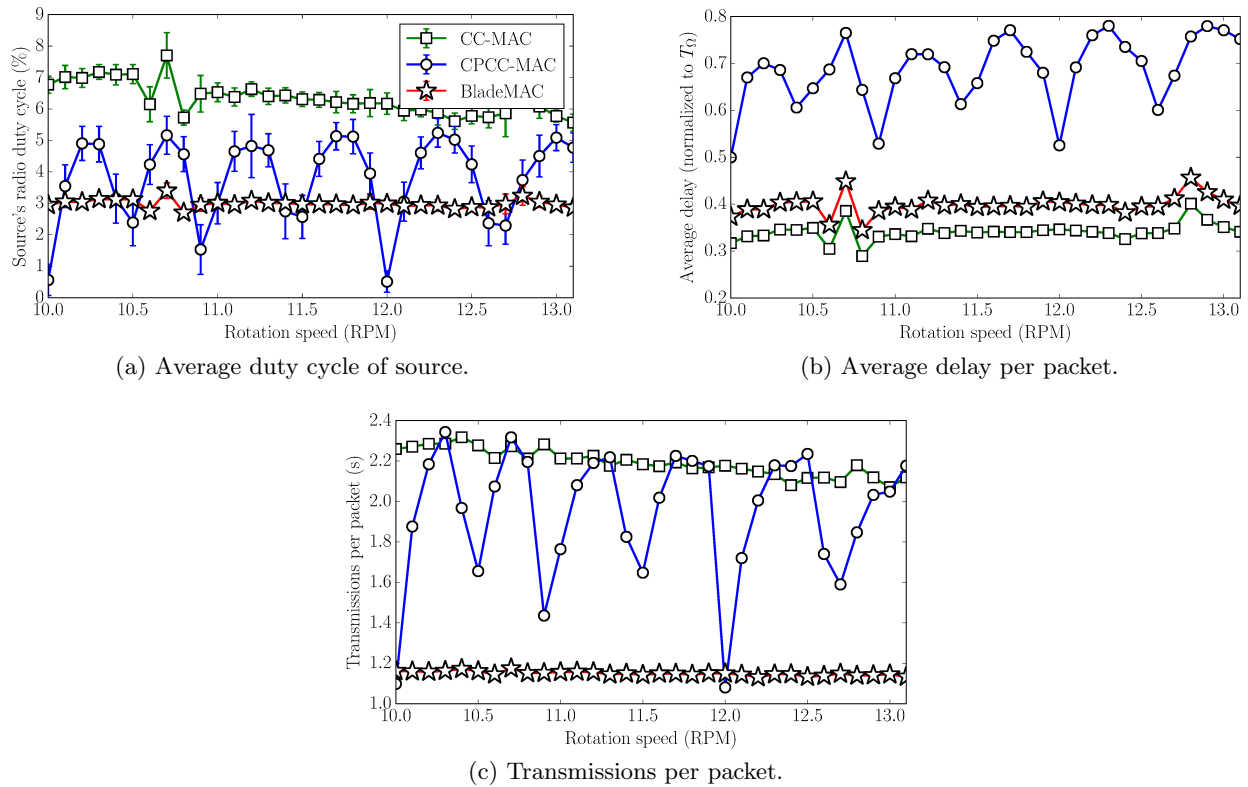 9
8
7
6
5
4
3
2
1
0
Source's radio duty cycle (%)
CC-MAC
CPCC-MAC
BladeMAC
10.0 10.5 11.0 11.5 12.0 12.5 13.0
Rotation speed (RPM)
(a) Average duty cycle of source.
0.8
0.7
0.6
0.5
0.4
0.3
0.2
Average delay (normalized to T_Ω)
10.0 10.5 11.0 11.5 12.0 12.5 13.0
Rotation speed (RPM)
(b) Average delay per packet.
2.4
2.2
2.0
1.8
1.6
1.4
1.2
1.0
Transmissions per packet (s)
10.0 10.5 11.0 11.5 12.0 12.5 13.0
Rotation speed (RPM)
(c) Transmissions per packet.